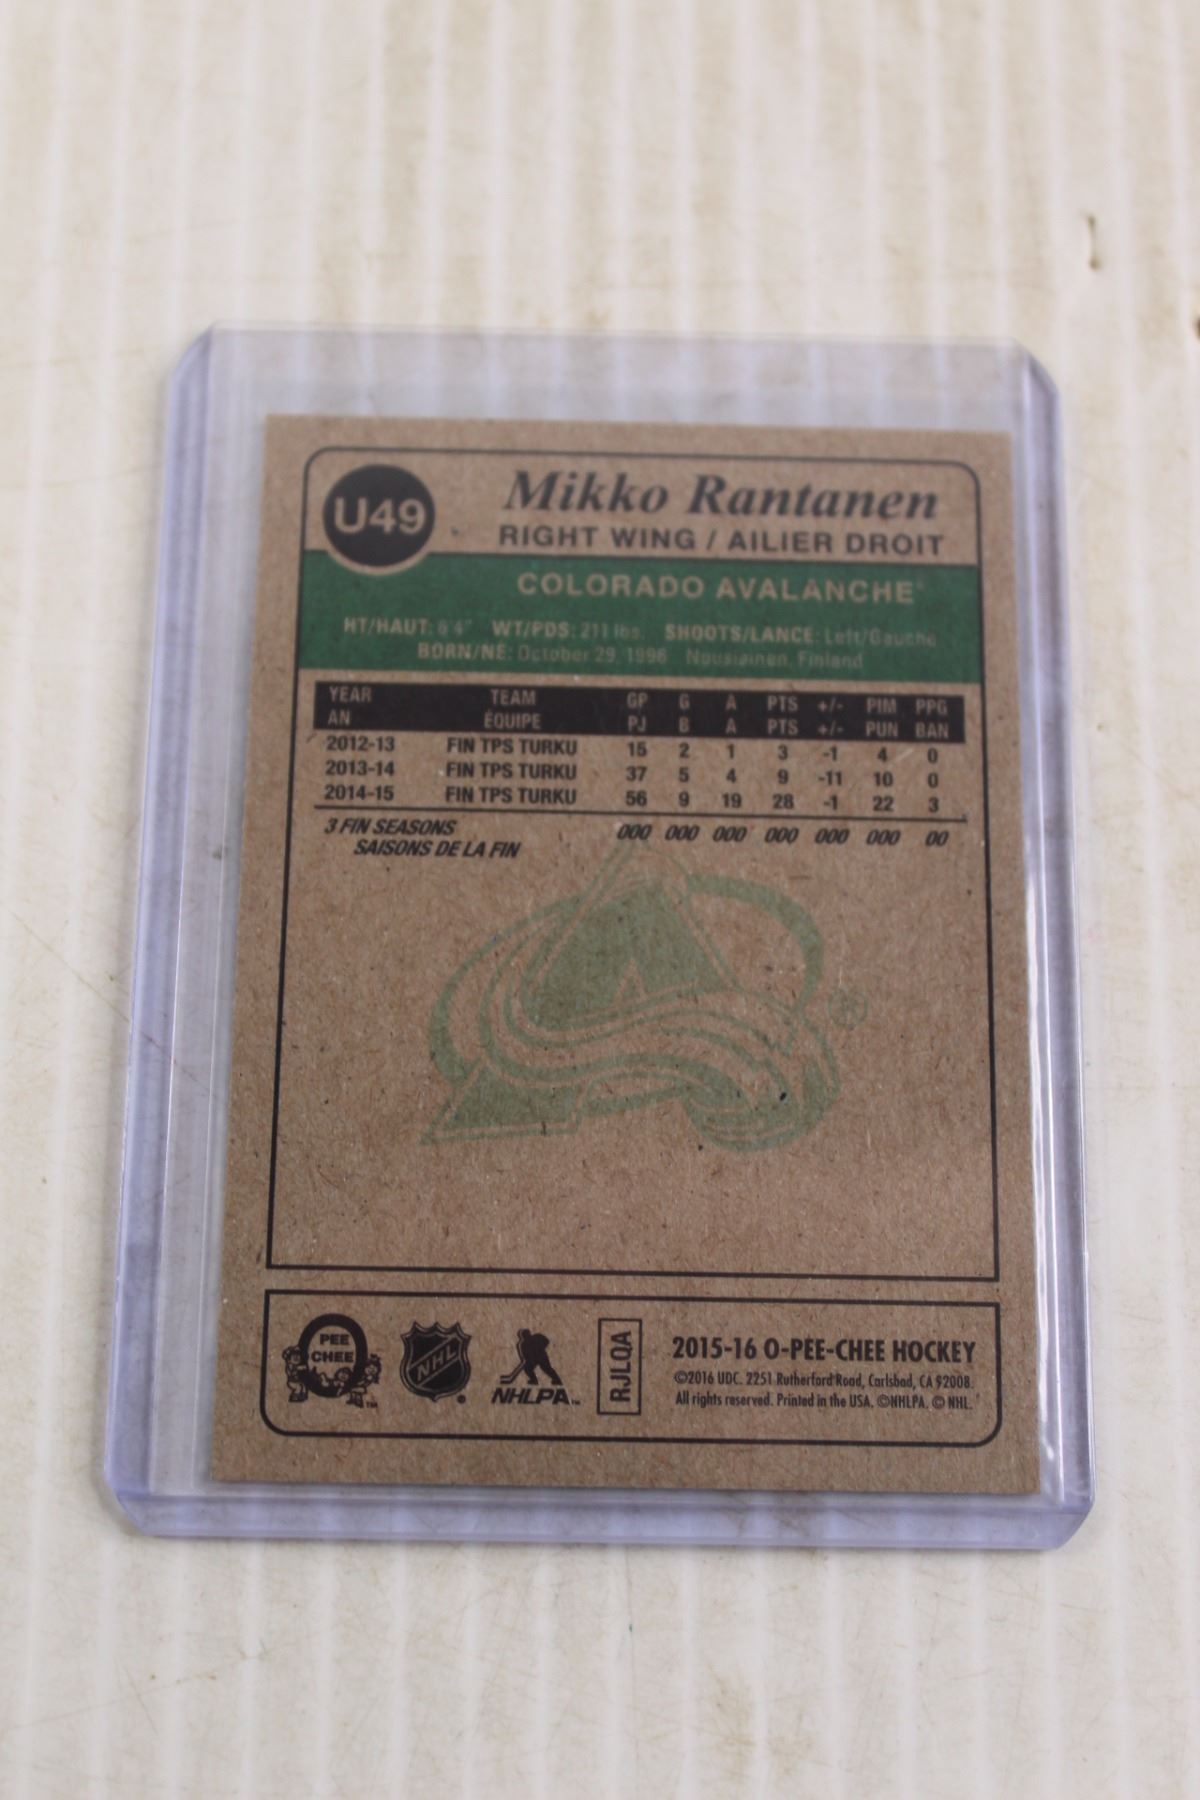 U49
Mikko Rantanen
RIGHT WING / AILIER DROIT
COLORADO AVALANCHE
HT/HAUT: 6'4" WT/PDS: 211 lbs. SHOOTS/LANCE: Left/Gauche
BORN/NÉ: October 29, 1996 Nousiainen, Finland
YEAR TEAM GP G A PTS +/- PIM PPG
AN ÉQUIPE PJ B A PTS +/- PUN BAN
2012-13 FIN TPS TURKU 15 2 1 3 -1 4 0
2013-14 FIN TPS TURKU 37 5 4 9 -11 10 0
2014-15 FIN TPS TURKU 56 9 19 28 -1 22 3
3 FIN SEASONS 000 000 000 000 000 000 00
SAISONS DE LA FIN
®
PEE
CHEE
TM
NHL
®
NHLPA TM
RJLQA
2015-16 O-PEE-CHEE HOCKEY
©2016 UDC. 2251 Rutherford Road, Carlsbad, CA 92008.
All rights reserved. Printed in the USA. ©NHLPA. © NHL.